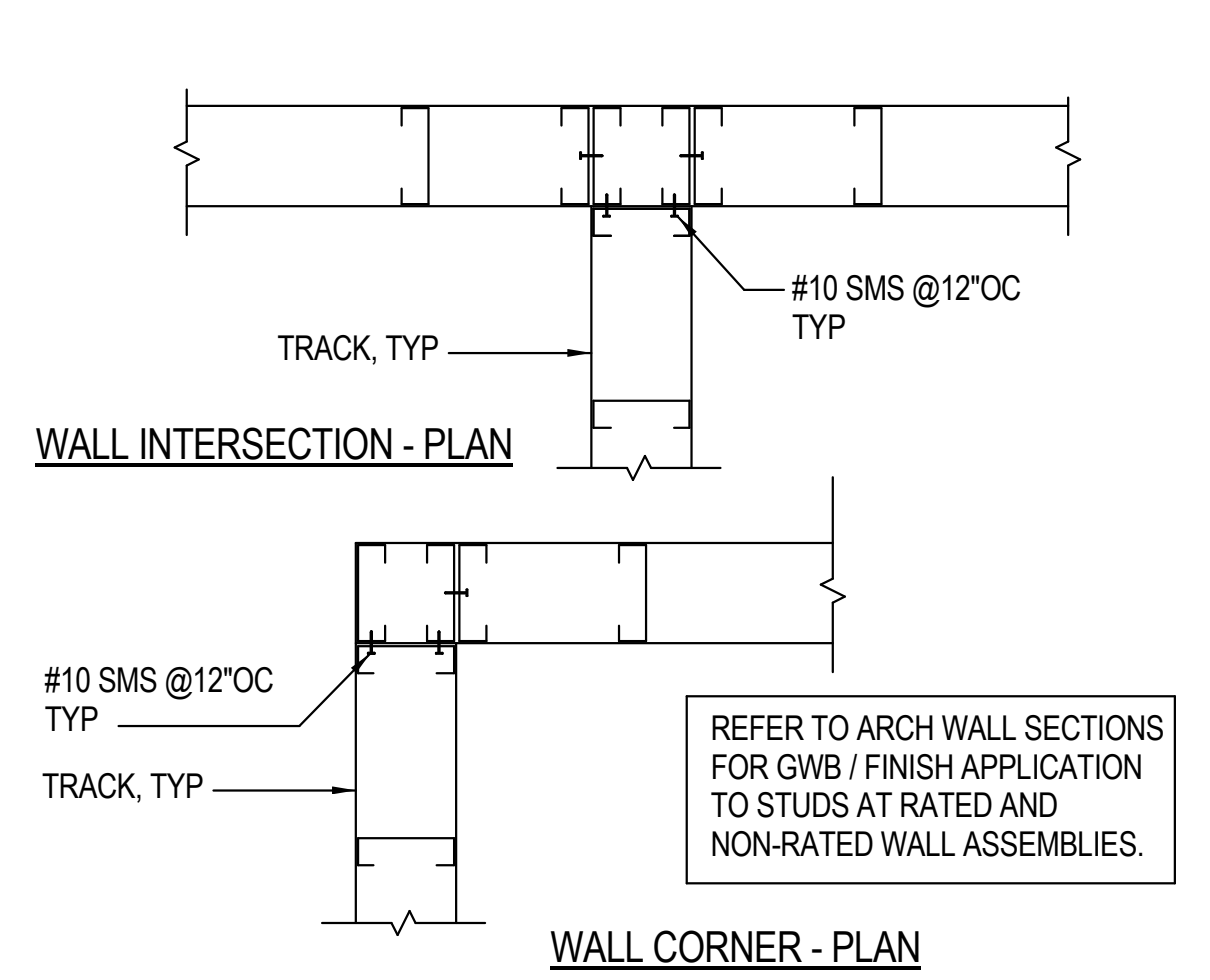 #10 SMS @12"OC
TYP
TRACK, TYP
WALL INTERSECTION - PLAN
#10 SMS @12"OC
TYP
TRACK, TYP
REFER TO ARCH WALL SECTIONS
FOR GWB / FINISH APPLICATION
TO STUDS AT RATED AND
NON-RATED WALL ASSEMBLIES.
WALL CORNER - PLAN